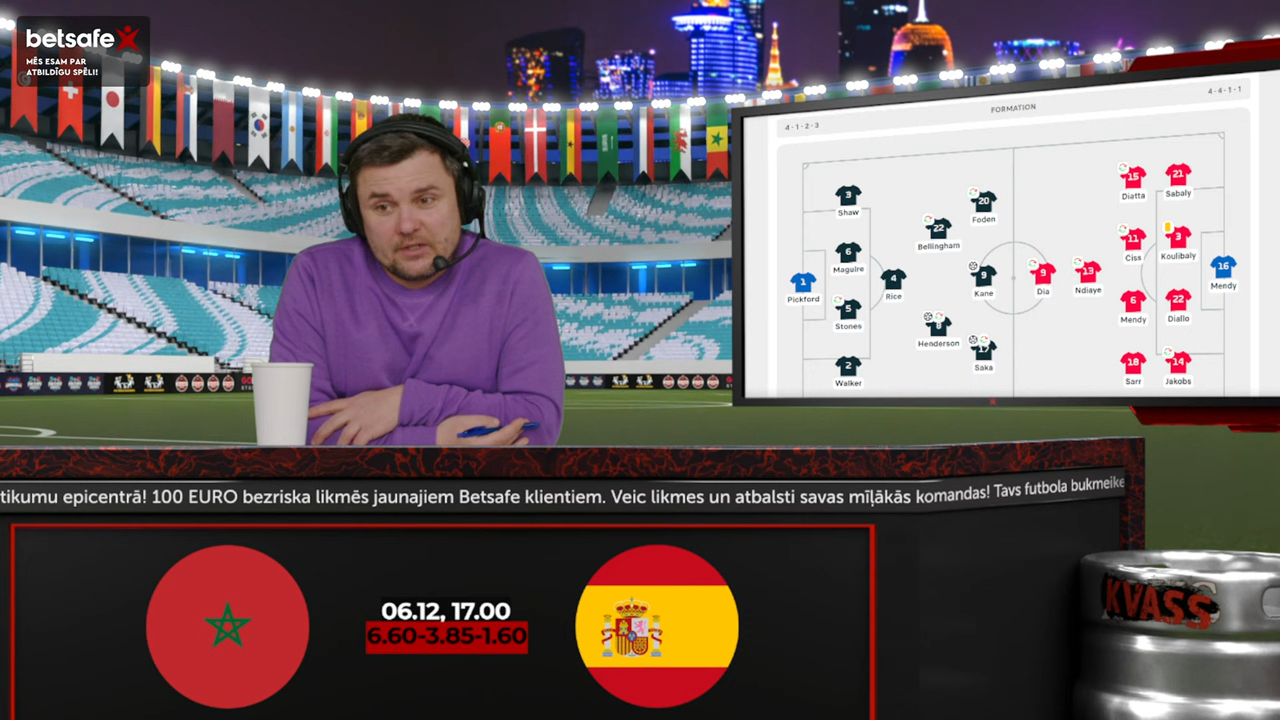 betsafe
MĒS ESAM PAR
ATBILDĪGU SPĒLI!
4-1-2-3
FORMATION
4-4-1-1
3
Shaw
6
Maguire
5
Stones
2
Walker
1
Pickford
4
Rice
22
Bellingham
8
Henderson
20
Foden
9
Kane
Saka
9
Dia
13
Ndiaye
15
Diatta
11
Ciss
6
Mendy
18
Sarr
21
Sabaly
3
Koulibaly
22
Diallo
14
Jakobs
16
Mendy
tikumu epicentrā! 100 EURO bezriska likmēs jaunajiem Betsafe klientiem. Veic likmes un atbalsti savas mīļākās komandas! Tavs futbola bukmeike
06.12, 17.00
6.60-3.85-1.60
KVASS